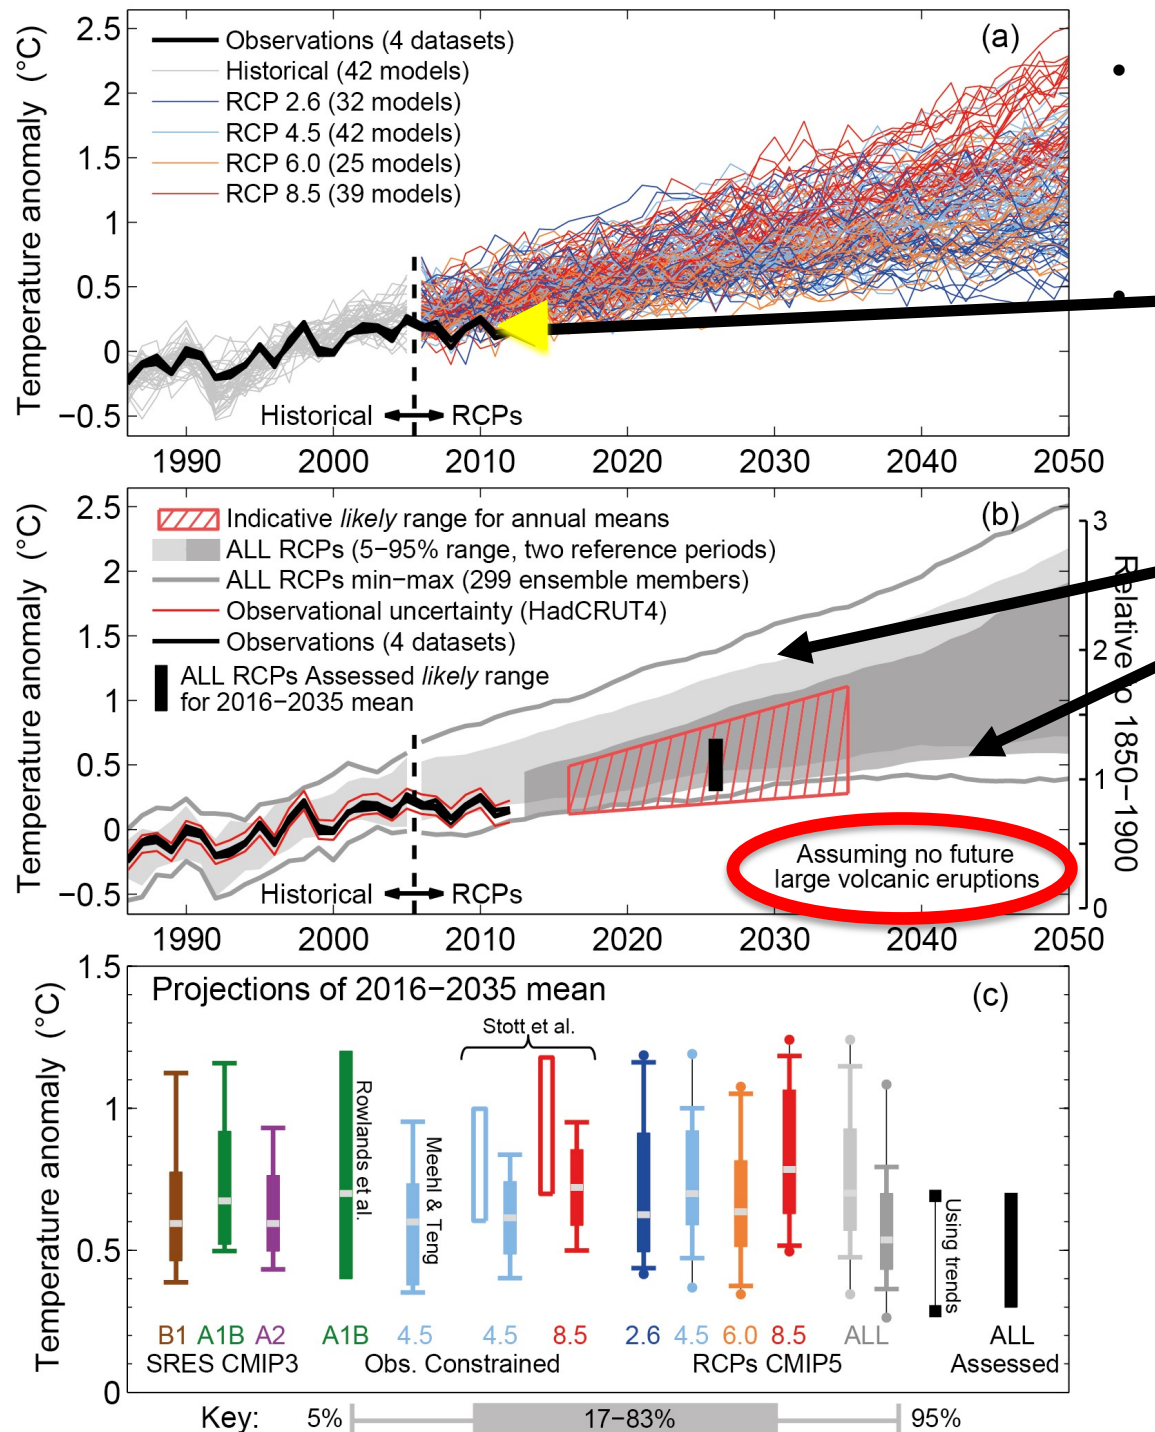 Temperature anomaly (°C)
2.5
2
1.5
1
0.5
0
−0.5
(a)
Observations (4 datasets)
Historical (42 models)
RCP 2.6 (32 models)
RCP 4.5 (42 models)
RCP 6.0 (25 models)
RCP 8.5 (39 models)
Historical RCPs
1990 2000 2010 2020 2030 2040 2050
Temperature anomaly (°C)
2.5
2
1.5
1
0.5
0
−0.5
(b)
Indicative likely range for annual means
ALL RCPs (5−95% range, two reference periods)
ALL RCPs min−max (299 ensemble members)
Observational uncertainty (HadCRUT4)
Observations (4 datasets)
ALL RCPs Assessed likely range
for 2016−2035 mean
Assuming no future
large volcanic eruptions
Historical RCPs
3
2
1
0
Relative to 1850−1900
1990 2000 2010 2020 2030 2040 2050
Temperature anomaly (°C)
1.5
1
0.5
0
Projections of 2016−2035 mean
(c)
Stott et al.
Rowlands et al.
Meehl & Teng
Using trends
B1 A1B A2 A1B 4.5 4.5 8.5 2.6 4.5 6.0 8.5 ALL ALL
SRES CMIP3 Obs. Constrained RCPs CMIP5 Assessed
Key: 5% 17−83% 95%